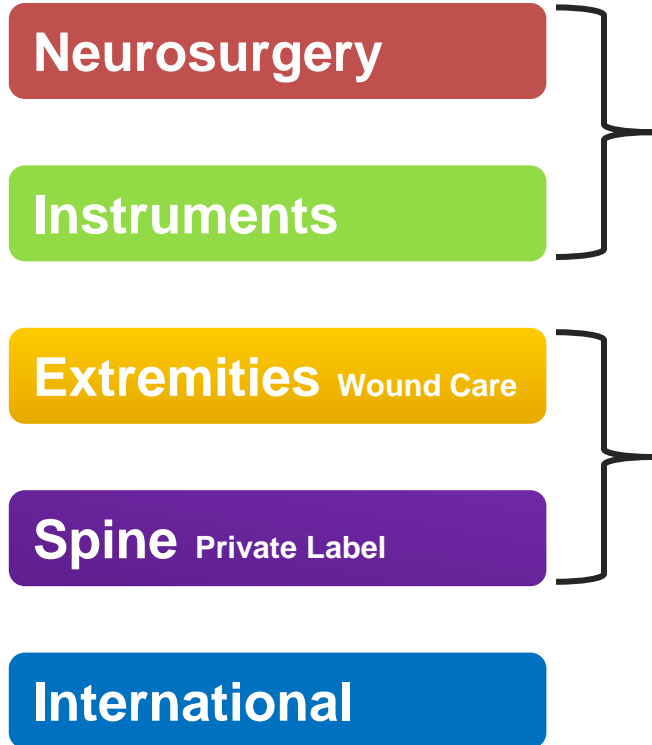 Neurosurgery
Instruments
Extremities Wound Care
Spine Private Label
International